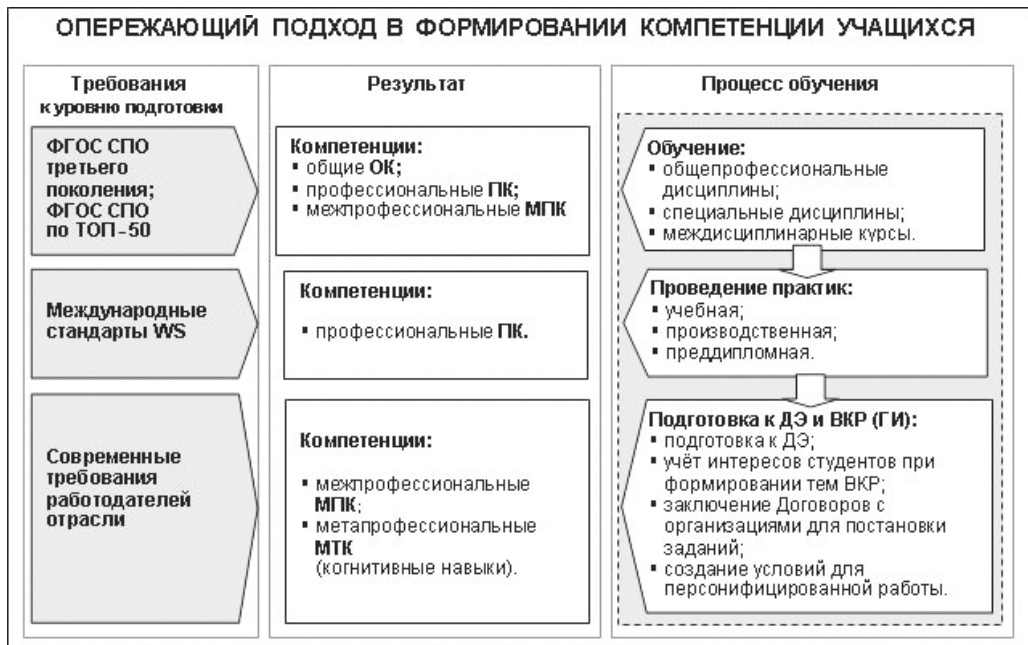 ОПЕРЕЖАЮЩИЙ ПОДХОД В ФОРМИРОВАНИИ КОМПЕТЕНЦИИ УЧАЩИХСЯ
Требования
к уровню подготовки
ФГОС СПО
третьего
поколения;
ФГОС СПО
по ТОП-50
Международные
стандарты WS
Современные
требования
работодателей
отрасли
Результат
Компетенции:
▪ общие ОК;
▪ профессиональные ПК;
▪ межпрофессиональные МПК
Компетенции:
▪ профессиональные ПК.
Компетенции:
▪ межпрофессиональные
МПК;
▪ метапрофессиональные
МТК
(когнитивные навыки).
Процесс обучения
Обучение:
▪ общепрофессиональные
дисциплины;
▪ специальные дисциплины;
▪ междисциплинарные курсы.
Проведение практик:
▪ учебная;
▪ производственная;
▪ преддипломная.
Подготовка к ДЭ и ВКР (ГИ):
▪ подготовка к ДЭ;
▪ учёт интересов студентов при
формировании тем ВКР;
▪ заключение Договоров с
организациями для постановки
заданий;
▪ создание условий для
персонифицированной работы.